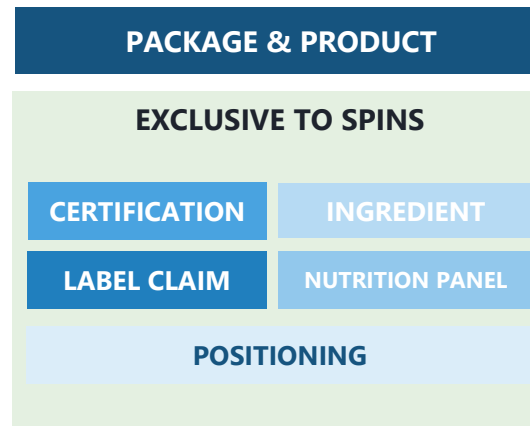 PACKAGE & PRODUCT
EXCLUSIVE TO SPINS
CERTIFICATION
INGREDIENT
LABEL CLAIM
NUTRITION PANEL
POSITIONING